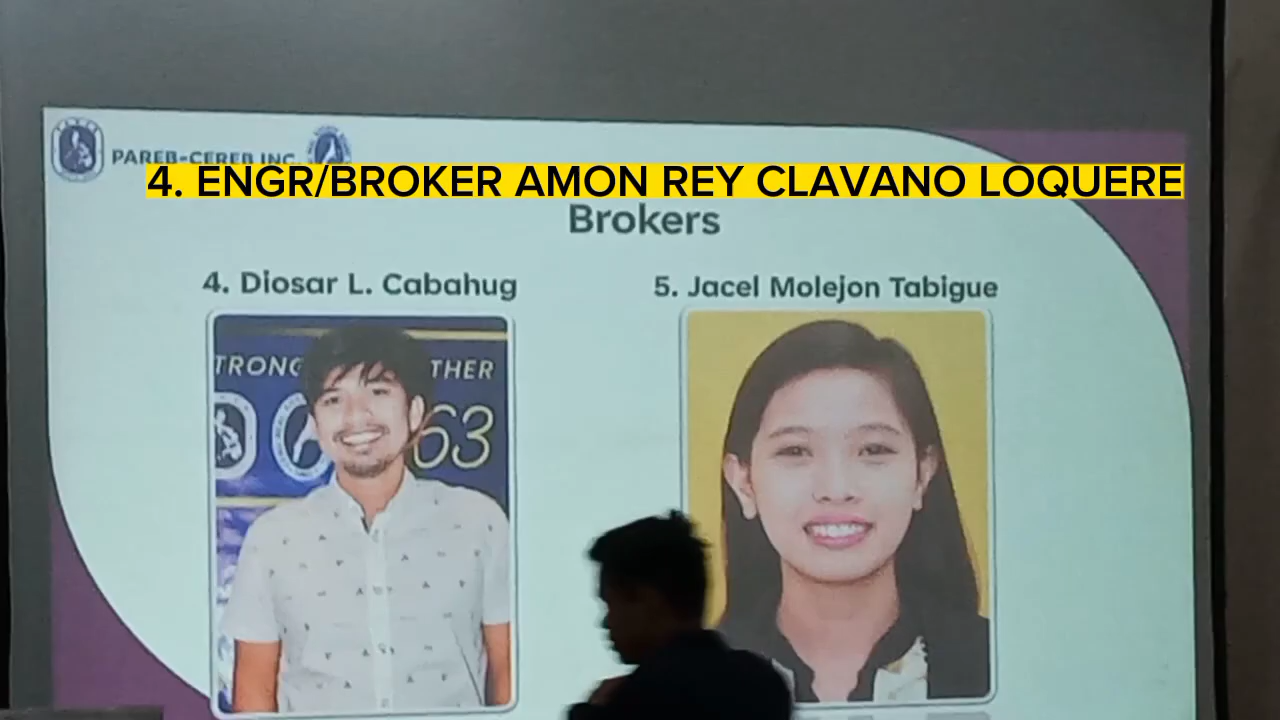 PAREB-CEREB INC.
4. ENGR/BROKER AMON REY CLAVANO LOQUERE
Brokers
4. Diosar L. Cabahug
5. Jacel Molejon Tabigue
TRONG
THER
63